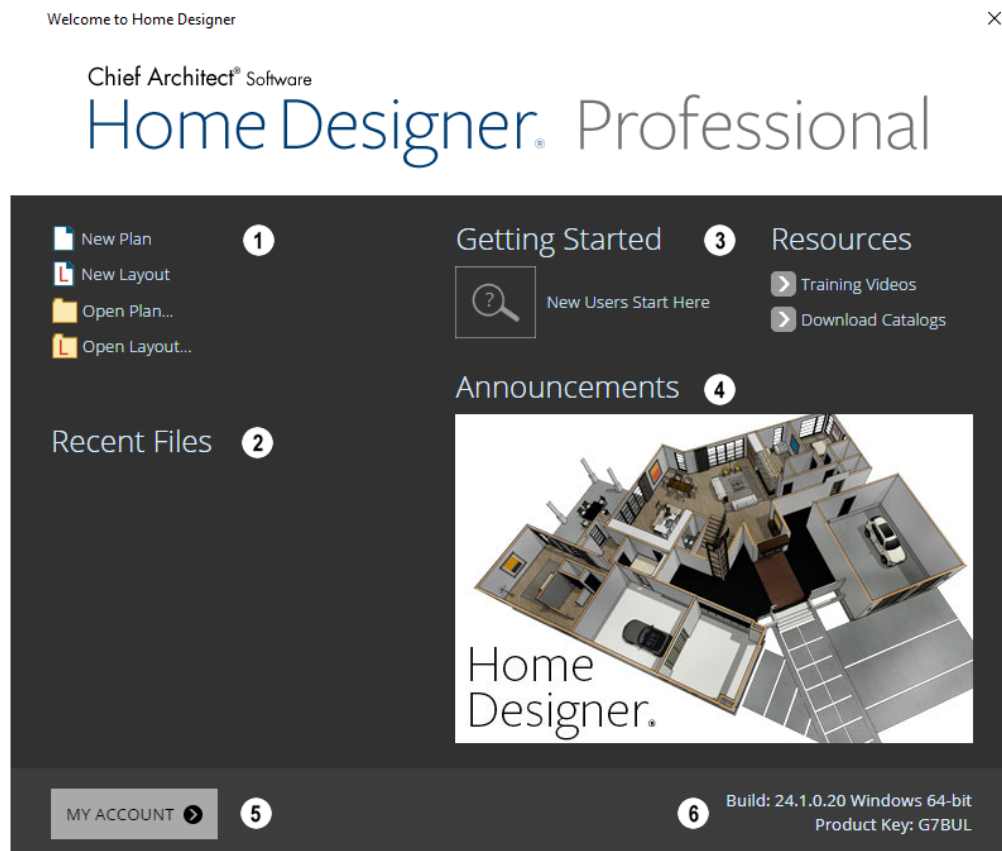 Welcome to Home Designer
Chief Architect® Software
Home Designer® Professional
New Plan
New Layout
Open Plan...
Open Layout...
1
Recent Files
2
Getting Started
3
New Users Start Here
Resources
Training Videos
Download Catalogs
Announcements
4
Home
Designer®
MY ACCOUNT
5
6
Build: 24.1.0.20 Windows 64-bit
Product Key: G7BUL